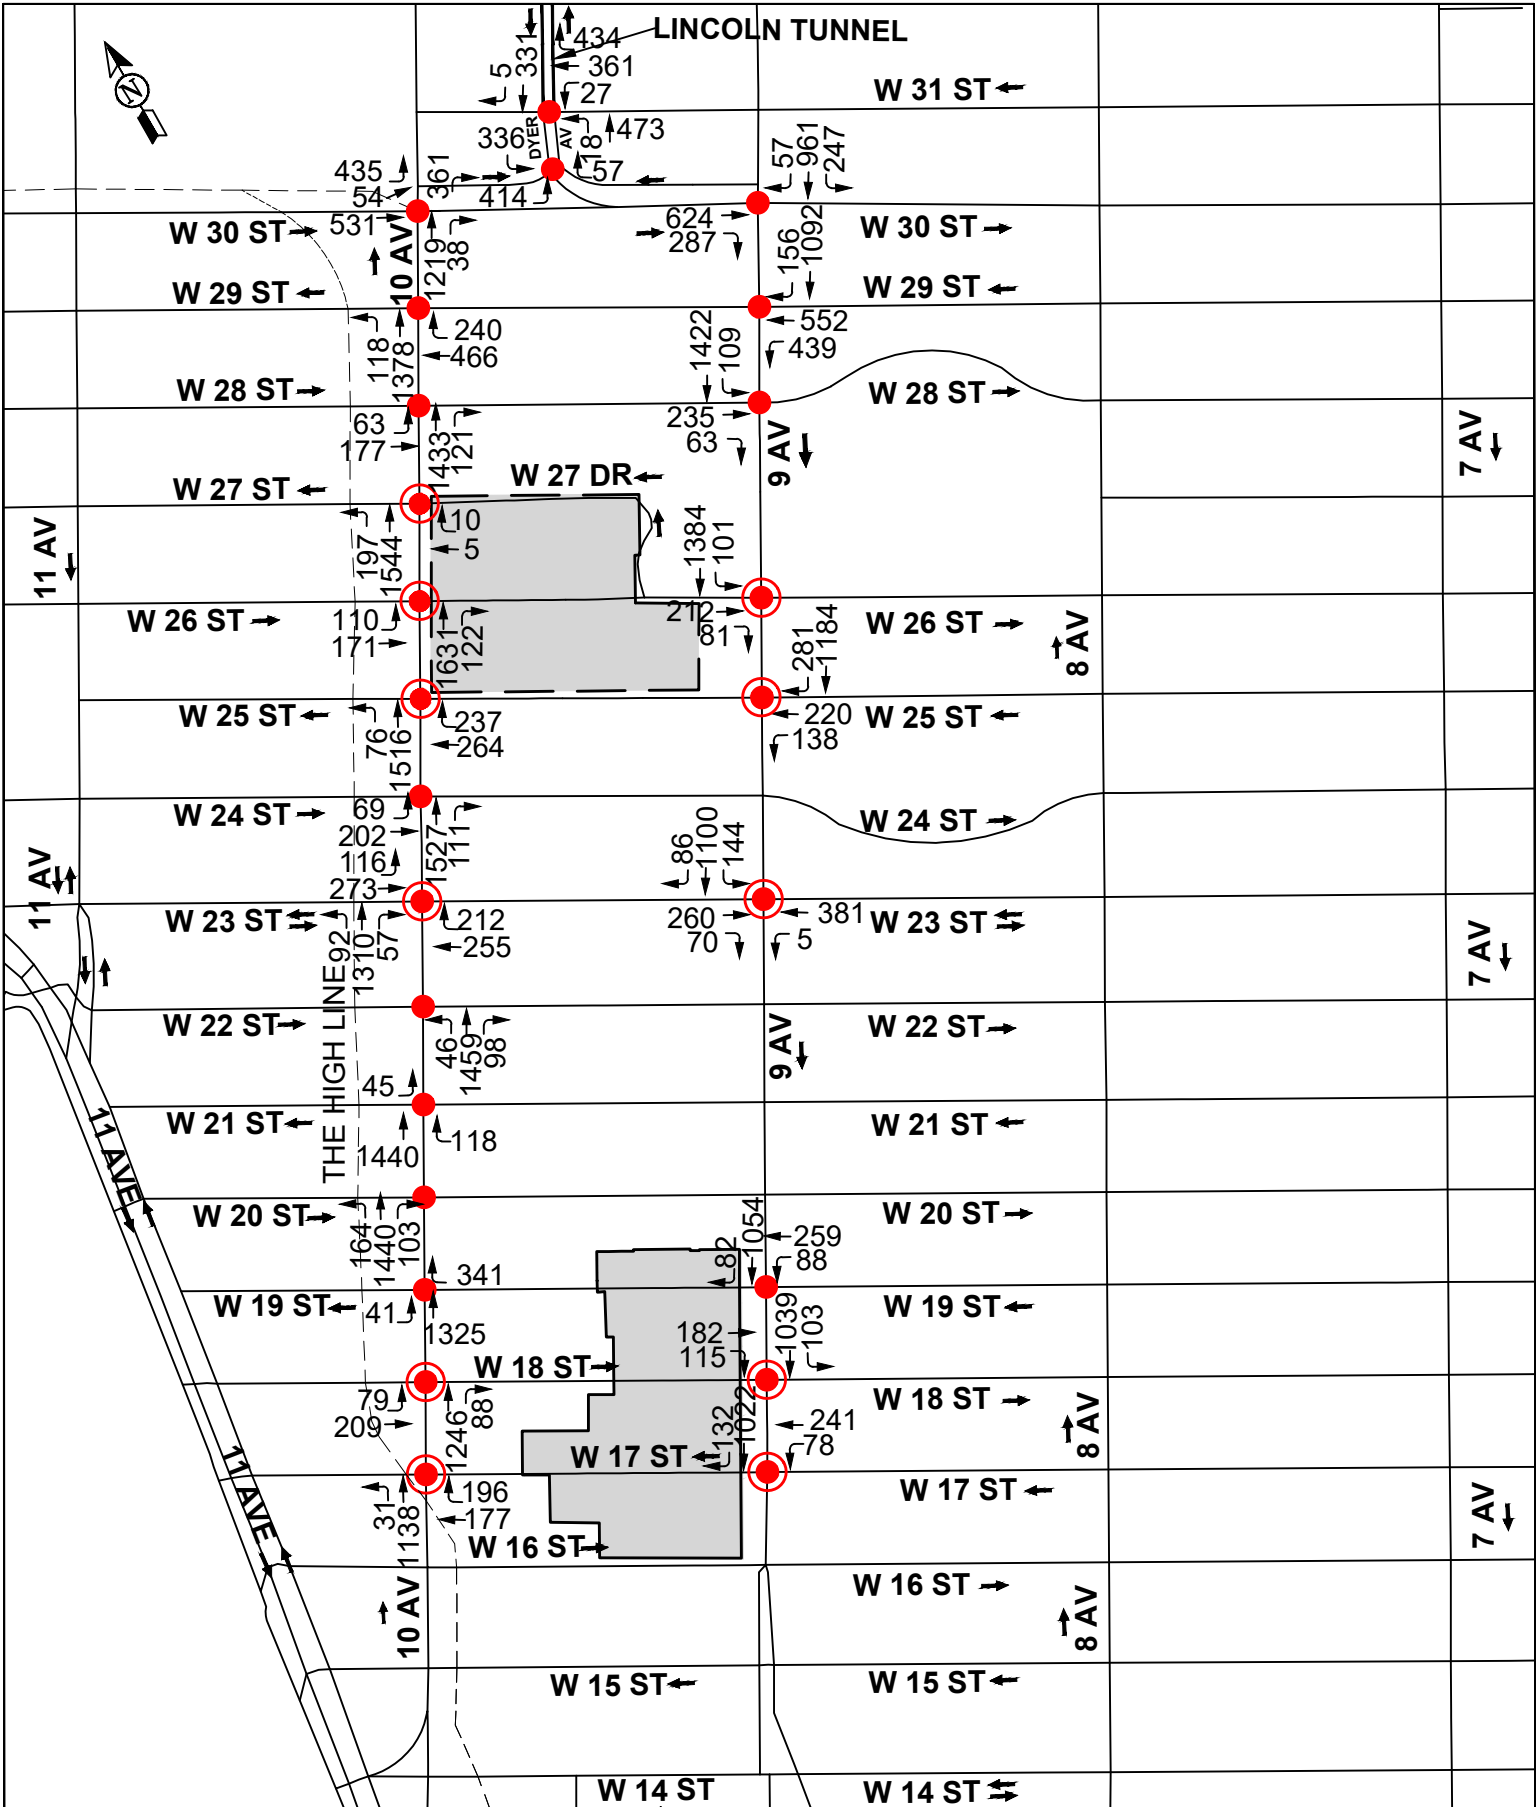 LINCOLN TUNNEL
434
361
5
331
27
W 31 ST
N
DYER
AV
336
18
473
57
57
961
247
435
54
531
361
414
W 30 ST
1219
38
624
287
W 30 ST
10 AV
156
1092
W 29 ST
W 29 ST
240
466
552
439
118
1378
1422
109
W 28 ST
W 28 ST
63
177
1433
121
235
63
9 AV
7 AV
W 27 DR
W 27 ST
10
5
11 AV
197
1544
1384
101
W 26 ST
110
171
1631
122
212
81
281
1184
W 26 ST
8 AV
W 25 ST
237
264
220
138
W 25 ST
76
1516
W 24 ST
69
202
116
273
1527
111
86
1100
144
W 24 ST
11 AV
W 23 ST
212
255
260
70
381
5
W 23 ST
92
1310
57
7 AV
THE HIGH LINE
W 22 ST
46
1459
98
W 22 ST
9 AV
45
W 21 ST
1440
118
W 21 ST
11 AVE
W 20 ST
164
1440
103
1054
82
259
88
W 20 ST
341
W 19 ST
41
1325
182
115
1039
103
W 19 ST
W 18 ST
79
209
1246
88
132
1022
241
78
W 18 ST
8 AV
11 AVE
W 17 ST
31
1138
196
177
W 17 ST
7 AV
W 16 ST
W 16 ST
10 AV
8 AV
W 15 ST
W 15 ST
W 14 ST
W 14 ST